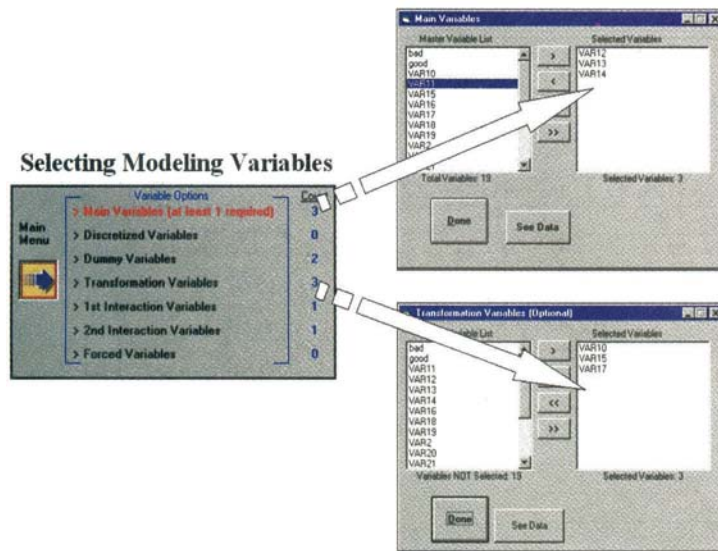 Selecting Modeling Variables
Main Menu
Variable Options
> Main Variables (at least 1 required) 3
> Discretized Variables 0
> Dummy Variables 2
> Transformation Variables 3
> 1st Interaction Variables 1
> 2nd Interaction Variables 1
> Forced Variables 0
Main Variables
Master Variable List
bad
good
VAR10
VAR11
VAR15
VAR16
VAR17
VAR18
VAR19
VAR2
Total Variables: 19
>
<
>>
Selected Variables
VAR12
VAR13
VAR14
Selected Variables: 3
Done
See Data
Transformation Variables (Optional)
List
bad
good
VAR11
VAR12
VAR13
VAR14
VAR16
VAR18
VAR19
VAR2
VAR20
VAR21
Variables NOT Selected: 19
>
<<
>>
Selected Variables
VAR10
VAR15
VAR17
Selected Variables: 3
Done
See Data